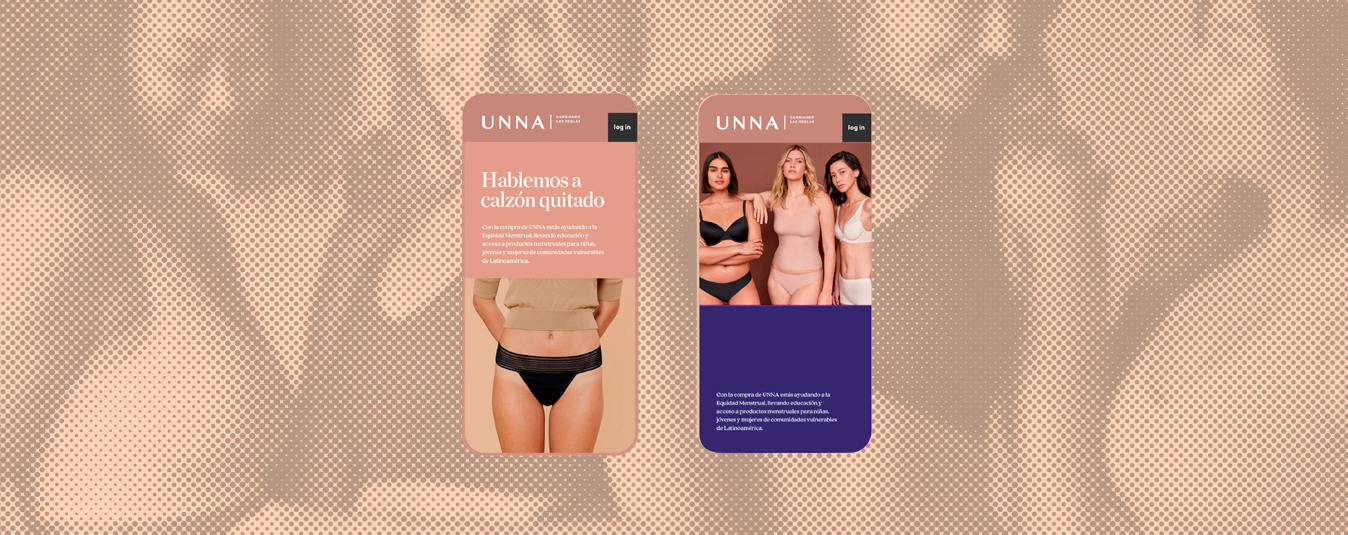 UNNA
CAMBIANDO
LAS REGLAS
log in
Hablemos a
calzón quitado
Con la compra de UNNA estás ayudando a la
Equidad Menstrual, llevando educación y
acceso a productos menstruales para niñas,
jóvenes y mujeres de comunidades vulnerables
de Latinoamérica.
UNNA
CAMBIANDO
LAS REGLAS
log in
Con la compra de UNNA estás ayudando a la
Equidad Menstrual, llevando educación y
acceso a productos menstruales para niñas,
jóvenes y mujeres de comunidades vulnerables
de Latinoamérica.